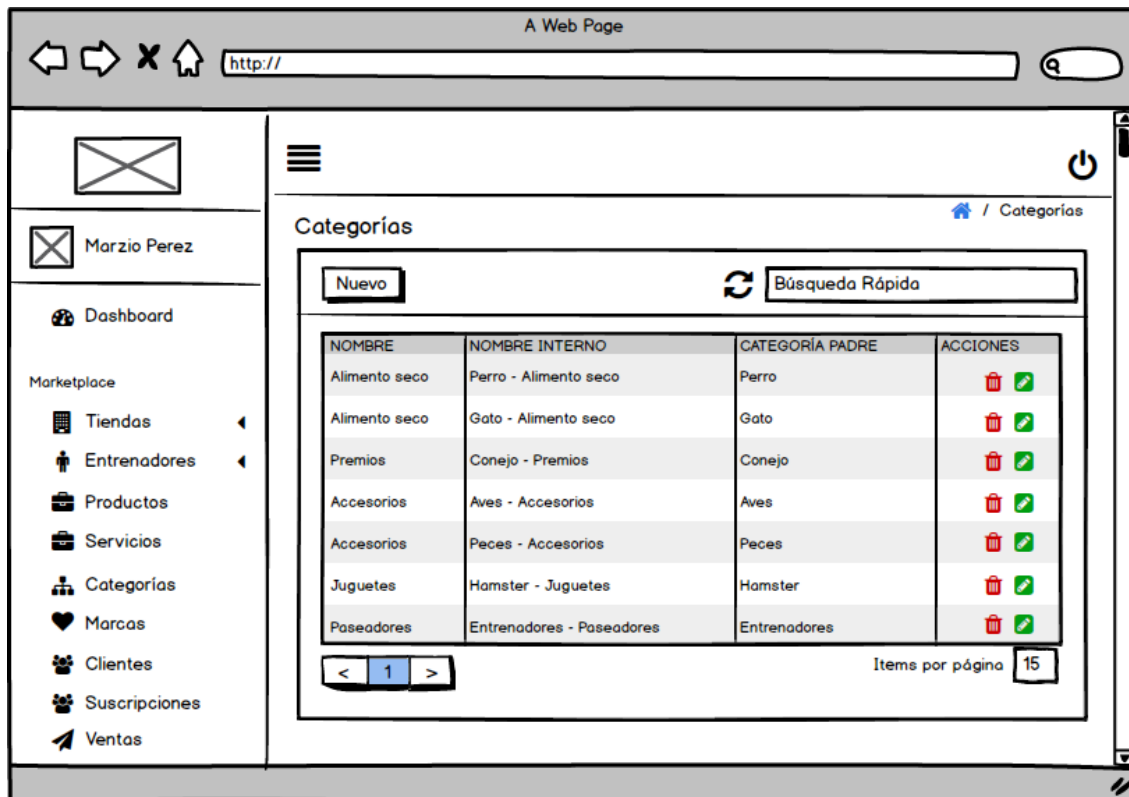 A Web Page
http://
Marzio Perez
Dashboard
Marketplace
Tiendas
Entrenadores
Productos
Servicios
Categorías
Marcas
Clientes
Suscripciones
Ventas
/ Categorías
Categorías
Nuevo
Búsqueda Rápida
NOMBRE NOMBRE INTERNO CATEGORÍA PADRE ACCIONES
Alimento seco Perro - Alimento seco Perro
Alimento seco Gato - Alimento seco Gato
Premios Conejo - Premios Conejo
Accesorios Aves - Accesorios Aves
Accesorios Peces - Accesorios Peces
Juguetes Hamster - Juguetes Hamster
Paseadores Entrenadores - Paseadores Entrenadores
< 1 >
Items por página 15